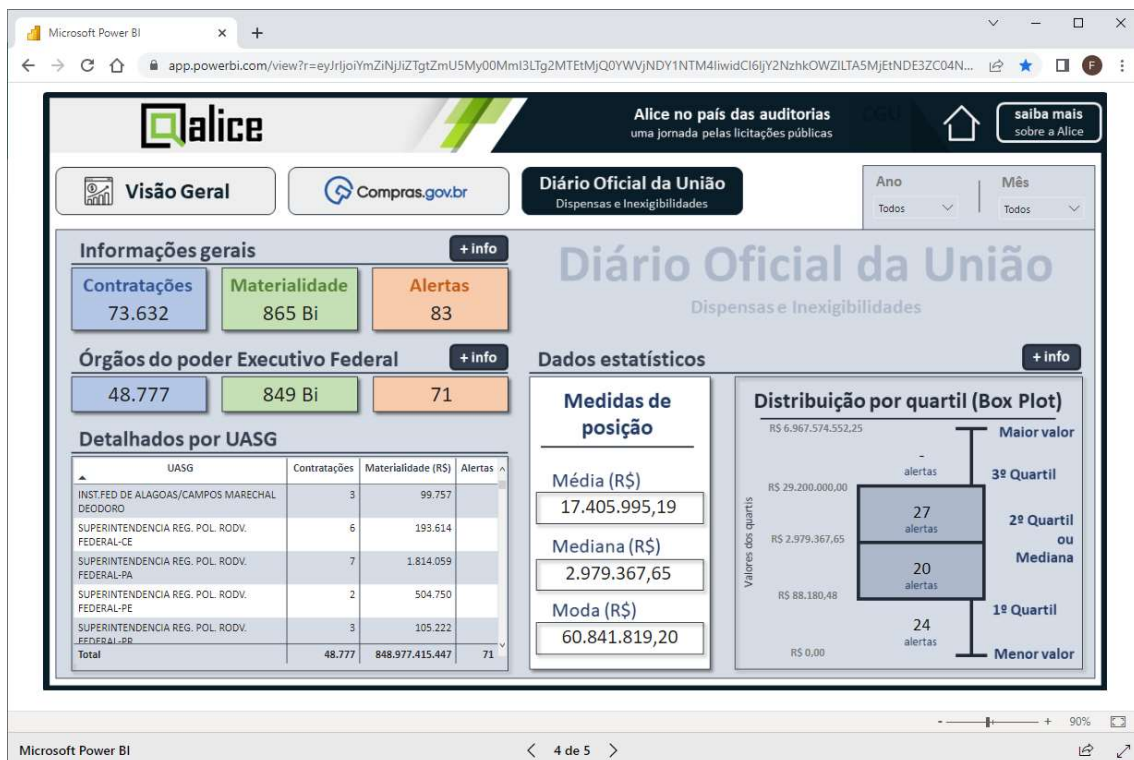 Microsoft Power BI
app.powerbi.com/view?r=eyJrIjoiYmZiNjJiZTgtZmU5My00MmI3LTg2MTEtMjQ0YWVjNDY1NTM4IiwidCI6IjY2NzhkOWZlLTA5MjEtNDE3ZC04N...
F
alice
Alice no país das auditorias
uma jornada pelas licitações públicas
saiba mais
sobre a Alice
Visão Geral
Compras.gov.br
Diário Oficial da União
Dispensas e Inexigibilidades
Ano
Mês
Todos
Todos
Informações gerais
+ info
Contratações
73.632
Materialidade
865 Bi
Alertas
83
Diário Oficial da União
Dispensas e Inexigibilidades
Órgãos do poder Executivo Federal
+ info
48.777
849 Bi
71
Detalhados por UASG
UASG Contratações Materialidade (R$) Alertas
INST.FED DE ALAGOAS/CAMPOS MARECHAL DEODORO 3 99.757
SUPERINTENDENCIA REG. POL. RODV. FEDERAL-CE 6 193.614
SUPERINTENDENCIA REG. POL. RODV. FEDERAL-PA 7 1.814.059
SUPERINTENDENCIA REG. POL. RODV. FEDERAL-PE 2 504.750
SUPERINTENDENCIA REG. POL. RODV. FEDERAL-PR 3 105.222
Total 48.777 848.977.415.447 71
Dados estatísticos
+ info
Medidas de
posição
Média (R$)
17.405.995,19
Mediana (R$)
2.979.367,65
Moda (R$)
60.841.819,20
Distribuição por quartil (Box Plot)
Valores dos quartis
R$ 6.967.574.552,25
Maior valor
-
alertas
R$ 29.200.000,00
3º Quartil
27
alertas
R$ 2.979.367,65
2º Quartil
ou
Mediana
20
alertas
R$ 88.180,48
1º Quartil
24
alertas
R$ 0,00
Menor valor
- + 90%
Microsoft Power BI
4 de 5